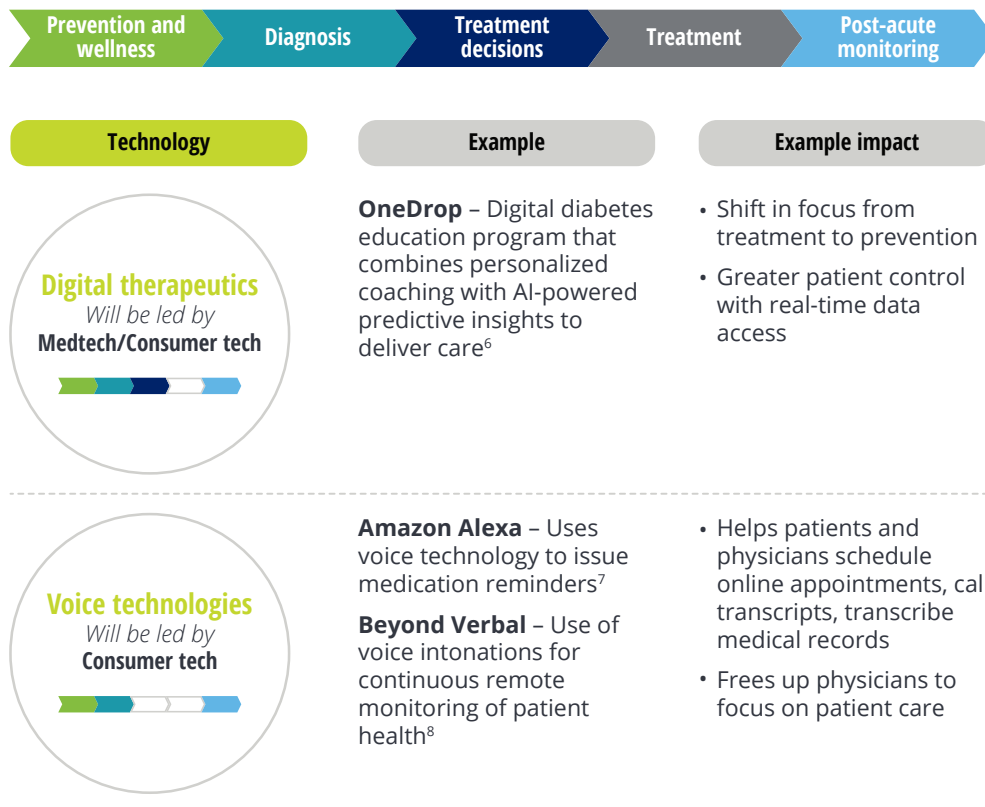 Prevention and
wellness
Diagnosis
Treatment
decisions
Treatment
Post-acute
monitoring
Technology
Example
Example impact
Digital therapeutics
Will be led by
Medtech/Consumer tech
OneDrop – Digital diabetes
education program that
combines personalized
coaching with AI-powered
predictive insights to
deliver care6
• Shift in focus from
treatment to prevention
• Greater patient control
with real-time data
access
Voice technologies
Will be led by
Consumer tech
Amazon Alexa – Uses
voice technology to issue
medication reminders7
Beyond Verbal – Use of
voice intonations for
continuous remote
monitoring of patient
health8
• Helps patients and
physicians schedule
online appointments, cal
transcripts, transcribe
medical records
• Frees up physicians to
focus on patient care